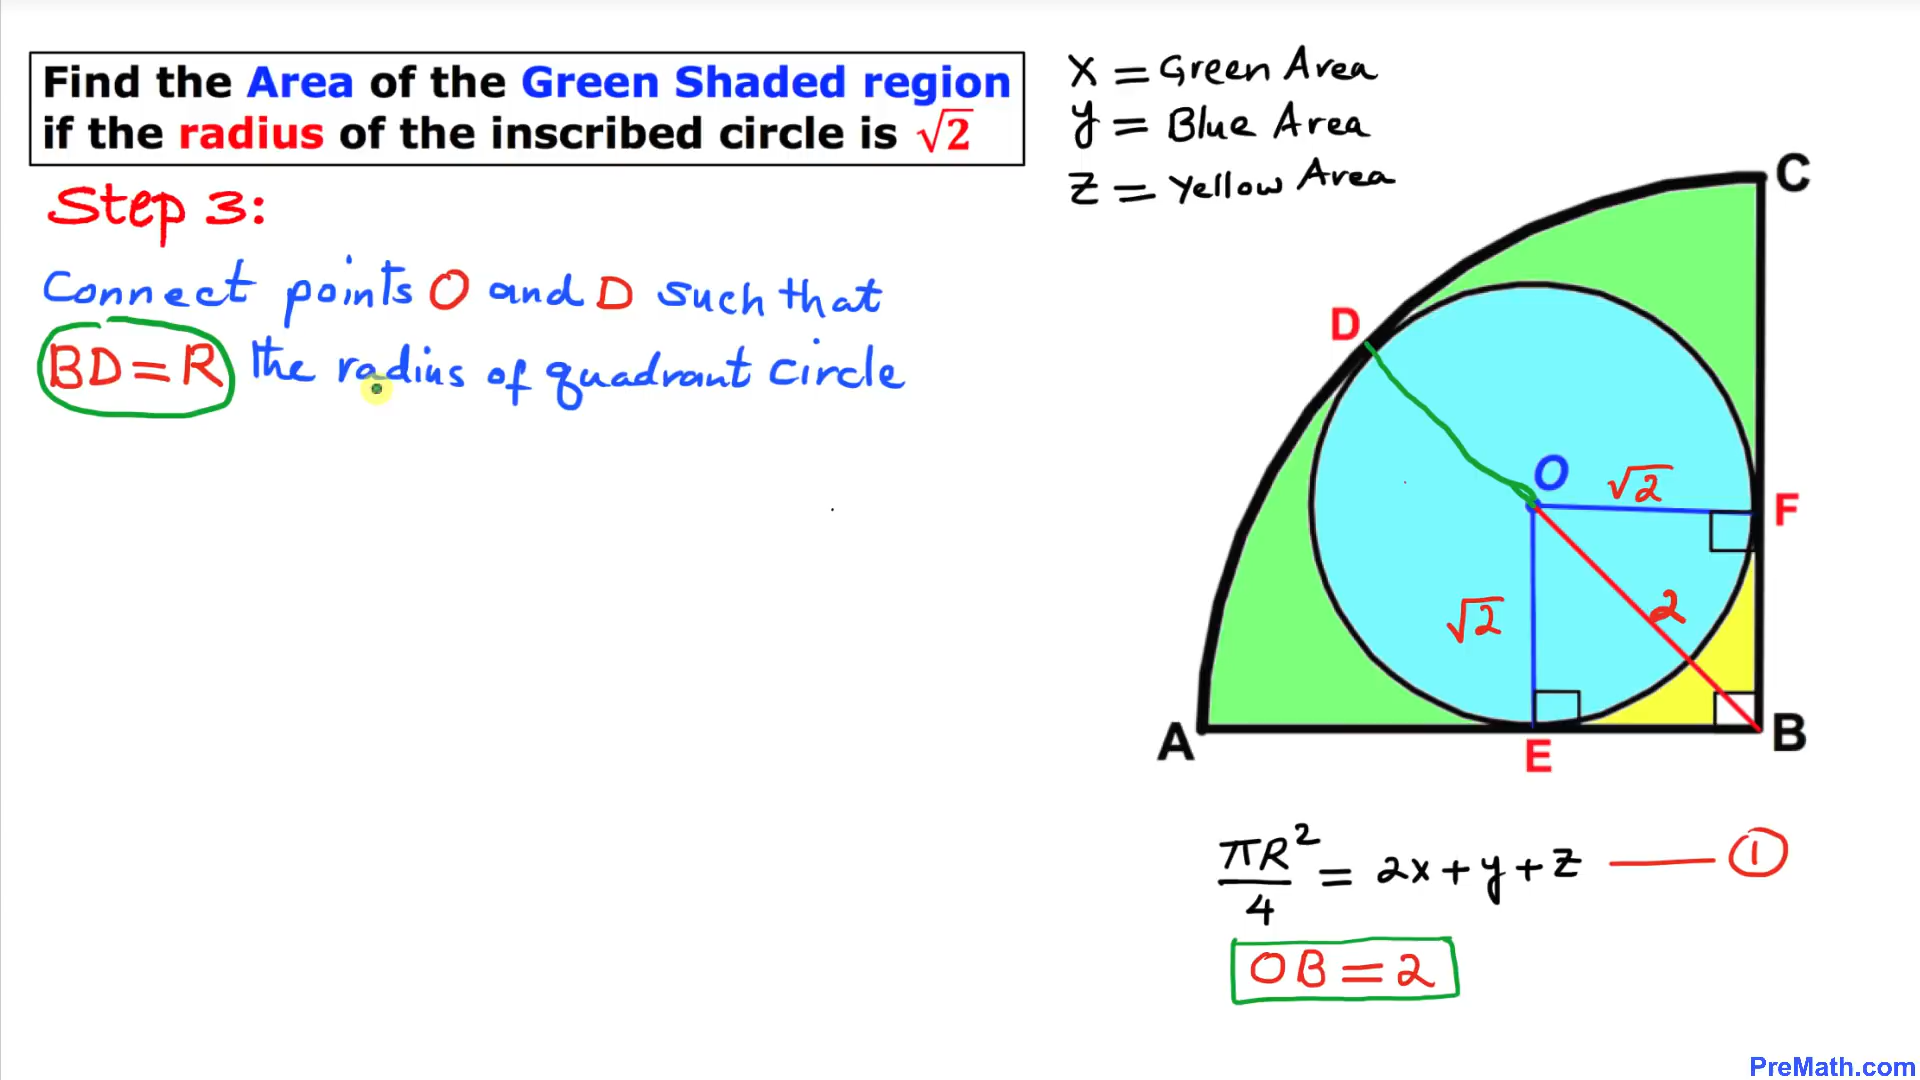 Find the Area of the Green Shaded region
if the radius of the inscribed circle is √2
x = Green Area
y = Blue Area
z = Yellow Area
Step 3:
Connect points O and D such that
BD = R the radius of quadrant circle
C
D
O
√2
F
√2
2
A
E
B
πR²/4 = 2x + y + z — ①
OB = 2
PreMath.com